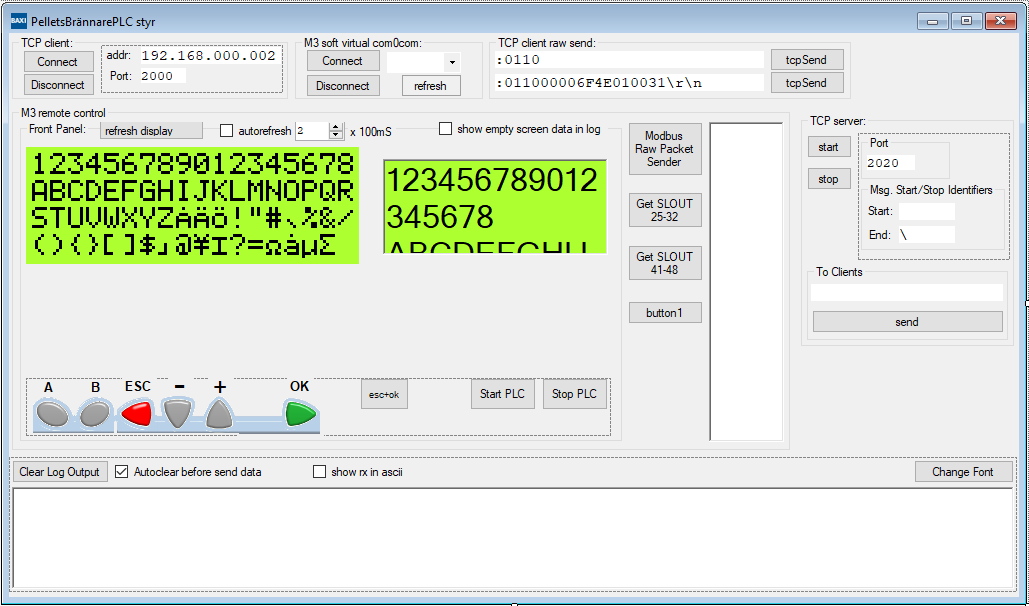 BAXI PelletsBrännarePLC styr
TCP client:
Connect
Disconnect
addr: 192.168.000.002
Port: 2000
M3 soft virtual com0com:
Connect
Disconnect
refresh
TCP client raw send:
:0110
tcpSend
:011000006F4E010031\r\n
tcpSend
M3 remote control
Front Panel:
refresh display
autorefresh
2
x 100mS
show empty screen data in log
123456789012345678
ABCDEFGHIJKLMNOPQR
STUVWXYZ
!"#
%&/
()()[]$
@¥
I?=ΩàµΣ
123456789012
345678
ABCDEFGHIJ
Modbus
Raw Packet
Sender
Get SLOUT
25-32
Get SLOUT
41-48
button1
TCP server:
start
stop
Port
2020
Msg. Start/Stop Identifiers
Start:
End: \
To Clients
send
A B ESC − + OK
esc+ok
Start PLC
Stop PLC
Clear Log Output
Autoclear before send data
show rx in ascii
Change Font